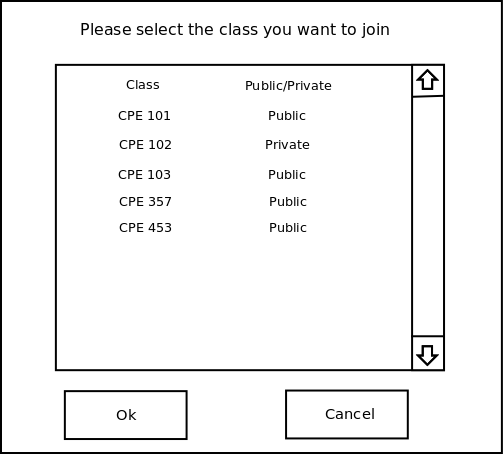 Please select the class you want to join
Class Public/Private
CPE 101 Public
CPE 102 Private
CPE 103 Public
CPE 357 Public
CPE 453 Public
Ok Cancel